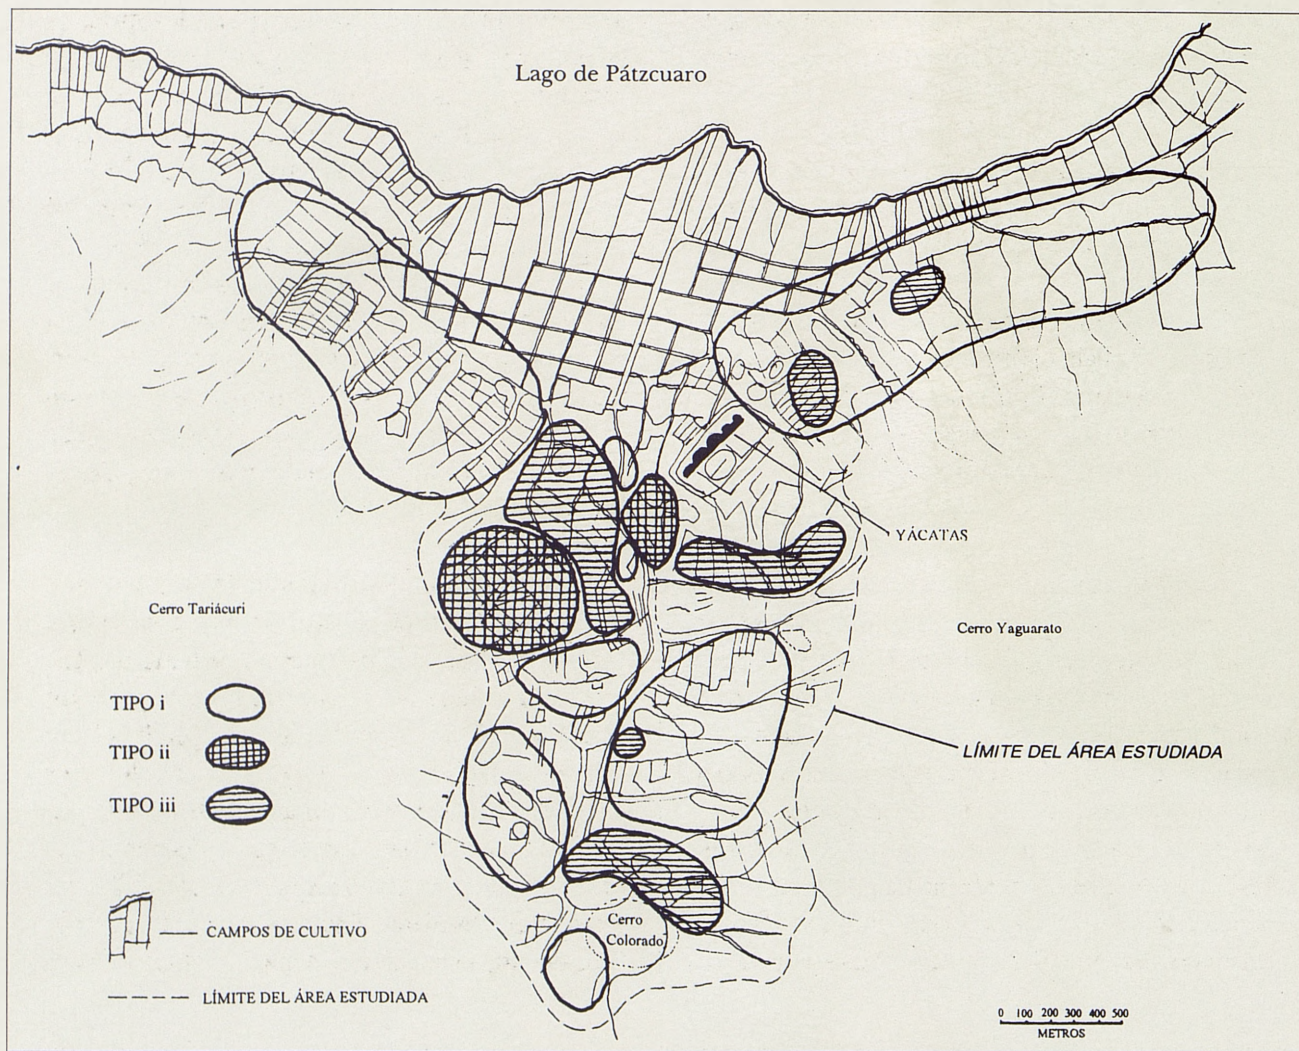 Lago de Pátzcuaro
YÁCATAS
Cerro Tariácuri
Cerro Yaguarato
TIPO i
TIPO ii
TIPO iii
LÍMITE DEL ÁREA ESTUDIADA
Cerro
Colorado
CAMPOS DE CULTIVO
LÍMITE DEL ÁREA ESTUDIADA
0 100 200 300 400 500
METROS